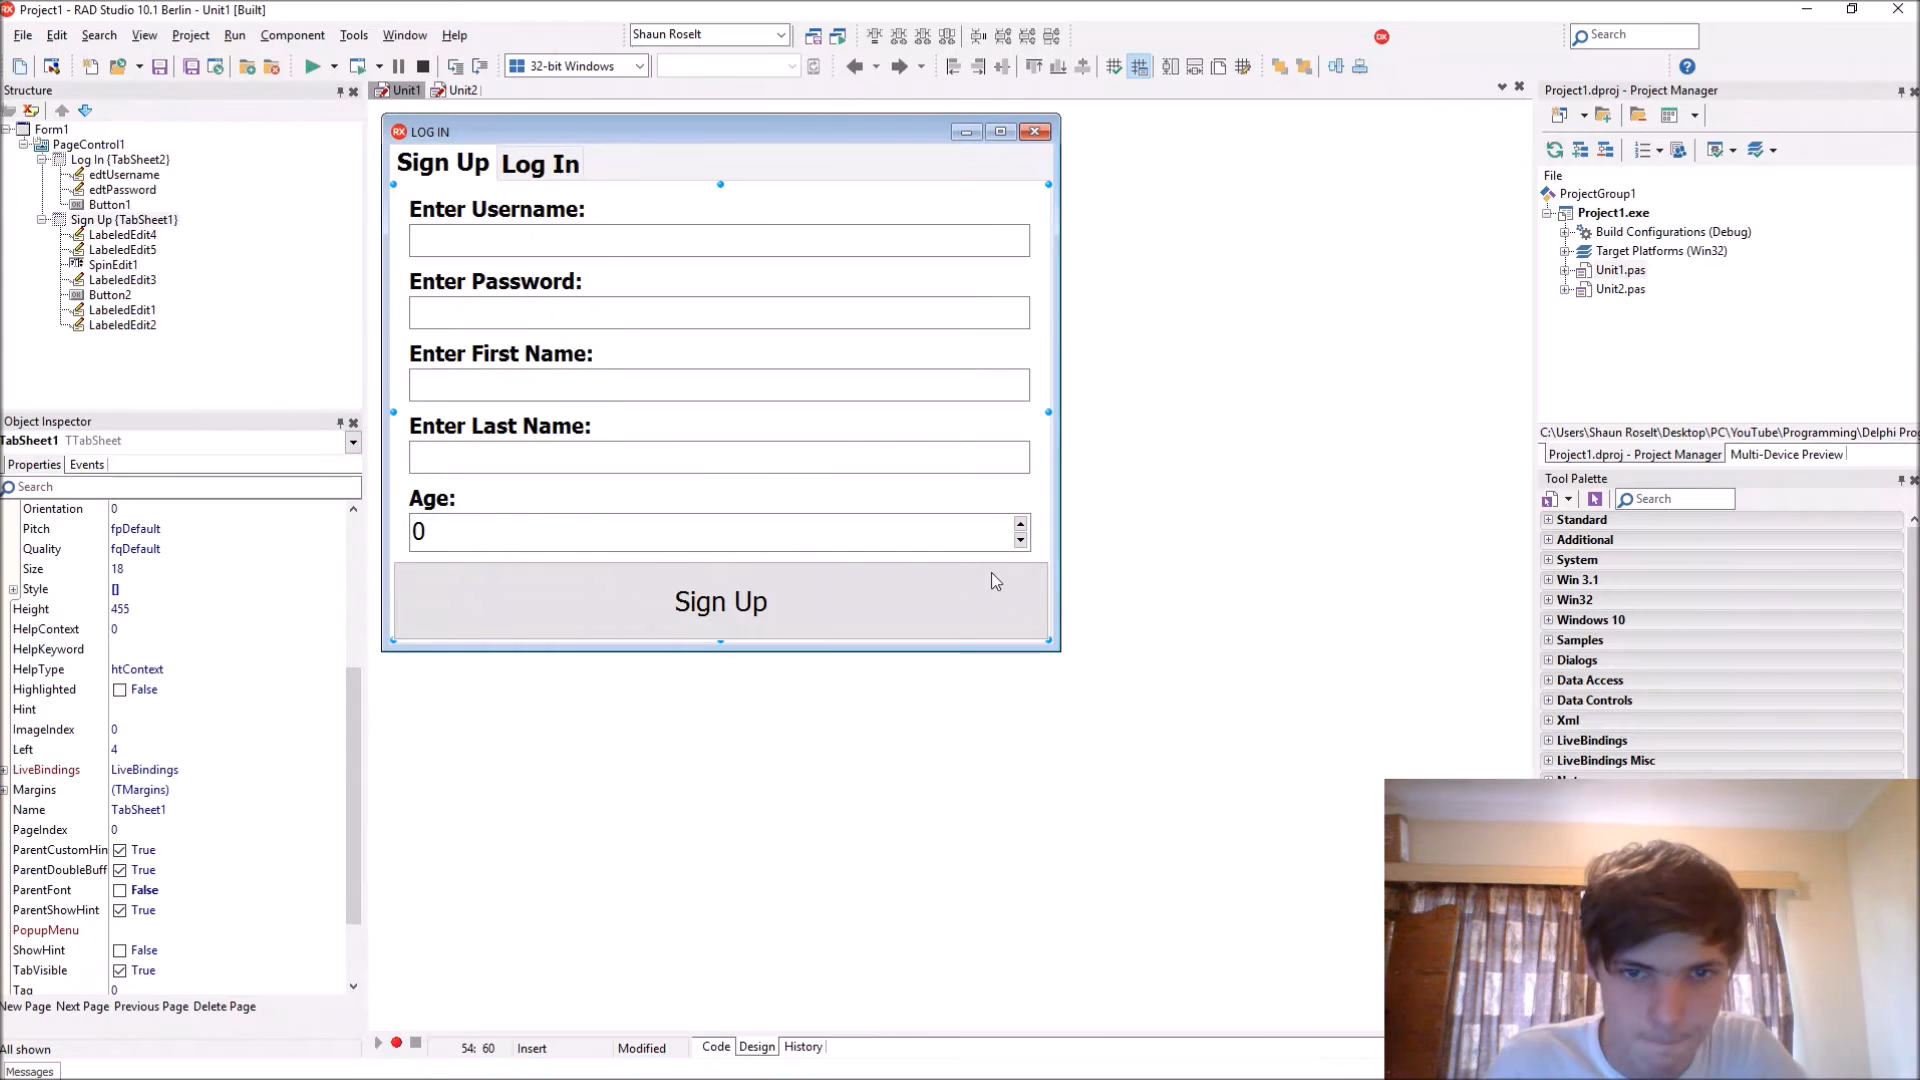 Project1 - RAD Studio 10.1 Berlin - Unit1 [Built]
File Edit Search View Project Run Component Tools Window Help
Shaun Roselt
Search
32-bit Windows
Structure
Unit1 Unit2
Form1
PageControl1
Log In {TabSheet2}
edtUsername
edtPassword
Button1
Sign Up {TabSheet1}
LabeledEdit4
LabeledEdit5
SpinEdit1
LabeledEdit3
Button2
LabeledEdit1
LabeledEdit2
Object Inspector
TabSheet1 TTabSheet
Properties Events
Search
Orientation 0
Pitch fpDefault
Quality fqDefault
Size 18
Style []
Height 455
HelpContext 0
HelpKeyword
HelpType htContext
Highlighted False
Hint
ImageIndex 0
Left 4
LiveBindings LiveBindings
Margins (TMargins)
Name TabSheet1
PageIndex 0
ParentCustomHin True
ParentDoubleBuff True
ParentFont False
ParentShowHint True
PopupMenu
ShowHint False
TabVisible True
Tag 0
New Page Next Page Previous Page Delete Page
All shown
Messages
LOG IN
Sign Up Log In
Enter Username:
Enter Password:
Enter First Name:
Enter Last Name:
Age:
0
Sign Up
54: 60 Insert Modified Code Design History
Project1.dproj - Project Manager
File
ProjectGroup1
Project1.exe
Build Configurations (Debug)
Target Platforms (Win32)
Unit1.pas
Unit2.pas
C:\Users\Shaun Roselt\Desktop\PC\YouTube\Programming\Delphi Pro
Project1.dproj - Project Manager Multi-Device Preview
Tool Palette
Search
Standard
Additional
System
Win 3.1
Win32
Windows 10
Samples
Dialogs
Data Access
Data Controls
Xml
LiveBindings
LiveBindings Misc